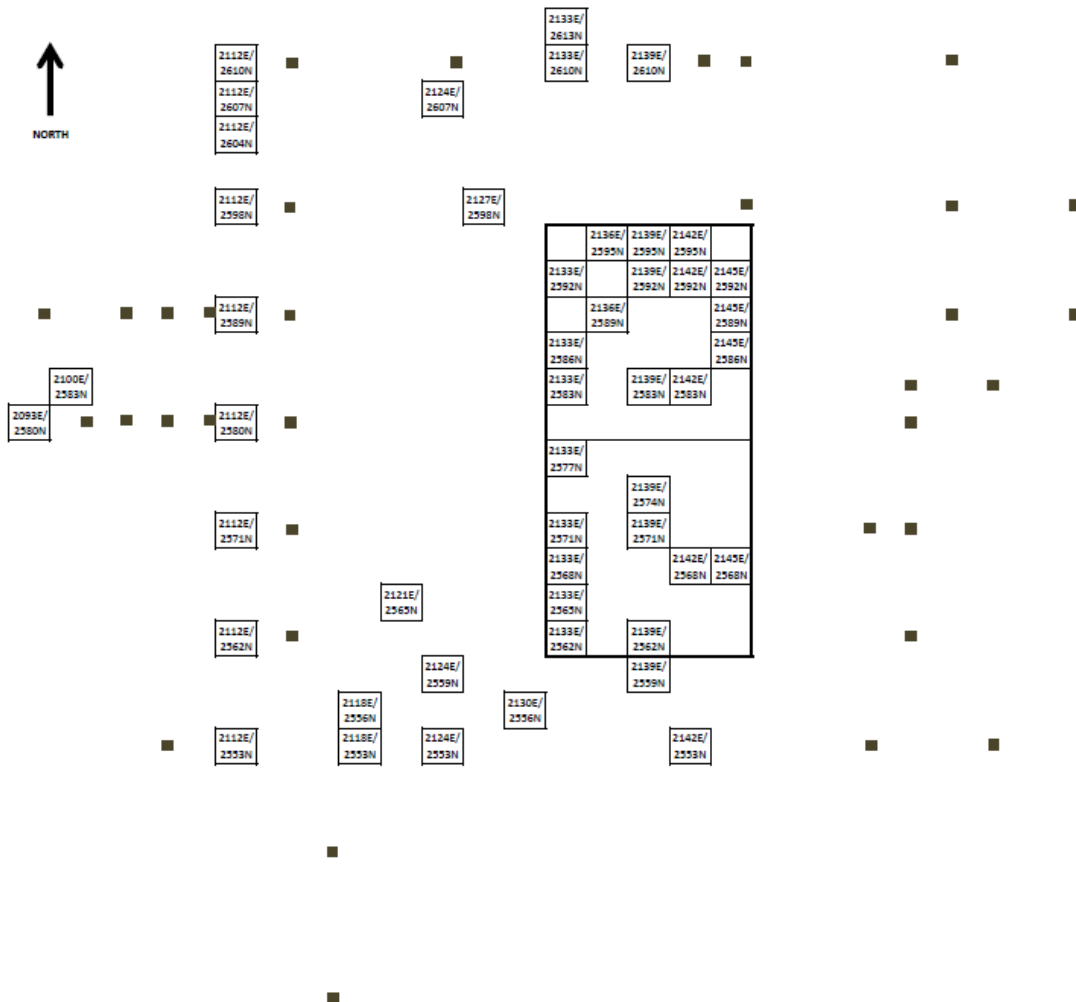 2133E/
2613N
2112E/
2610N
2133E/
2610N
2139E/
2610N
2112E/
2607N
2124E/
2607N
NORTH
2112E/
2604N
2112E/
2598N
2127E/
2598N
2136E/
2595N
2139E/
2595N
2142E/
2595N
2133E/
2592N
2139E/
2592N
2142E/
2592N
2145E/
2592N
2112E/
2589N
2136E/
2589N
2145E/
2589N
2133E/
2586N
2145E/
2586N
2100E/
2583N
2133E/
2583N
2139E/
2583N
2142E/
2583N
2093E/
2580N
2112E/
2580N
2133E/
2577N
2139E/
2574N
2112E/
2571N
2133E/
2571N
2139E/
2571N
2133E/
2568N
2142E/
2568N
2145E/
2568N
2121E/
2565N
2133E/
2565N
2112E/
2562N
2133E/
2562N
2139E/
2562N
2124E/
2559N
2139E/
2559N
2118E/
2556N
2130E/
2556N
2112E/
2553N
2118E/
2553N
2124E/
2553N
2142E/
2553N